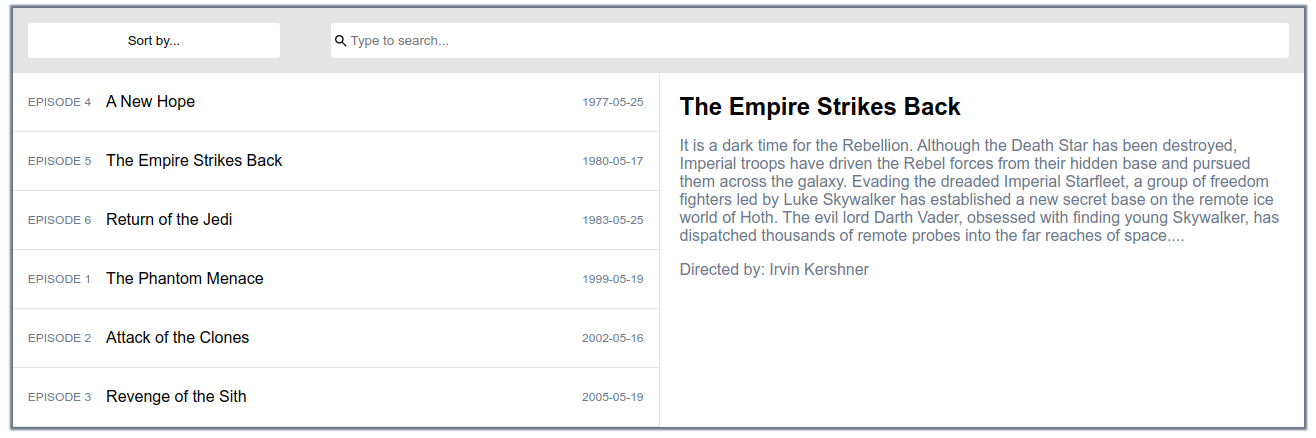 Sort by...
Type to search...
EPISODE 4 A New Hope 1977-05-25
EPISODE 5 The Empire Strikes Back 1980-05-17
EPISODE 6 Return of the Jedi 1983-05-25
EPISODE 1 The Phantom Menace 1999-05-19
EPISODE 2 Attack of the Clones 2002-05-16
EPISODE 3 Revenge of the Sith 2005-05-19
The Empire Strikes Back
It is a dark time for the Rebellion. Although the Death Star has been destroyed,
Imperial troops have driven the Rebel forces from their hidden base and pursued
them across the galaxy. Evading the dreaded Imperial Starfleet, a group of freedom
fighters led by Luke Skywalker has established a new secret base on the remote ice
world of Hoth. The evil lord Darth Vader, obsessed with finding young Skywalker, has
dispatched thousands of remote probes into the far reaches of space....
Directed by: Irvin Kershner